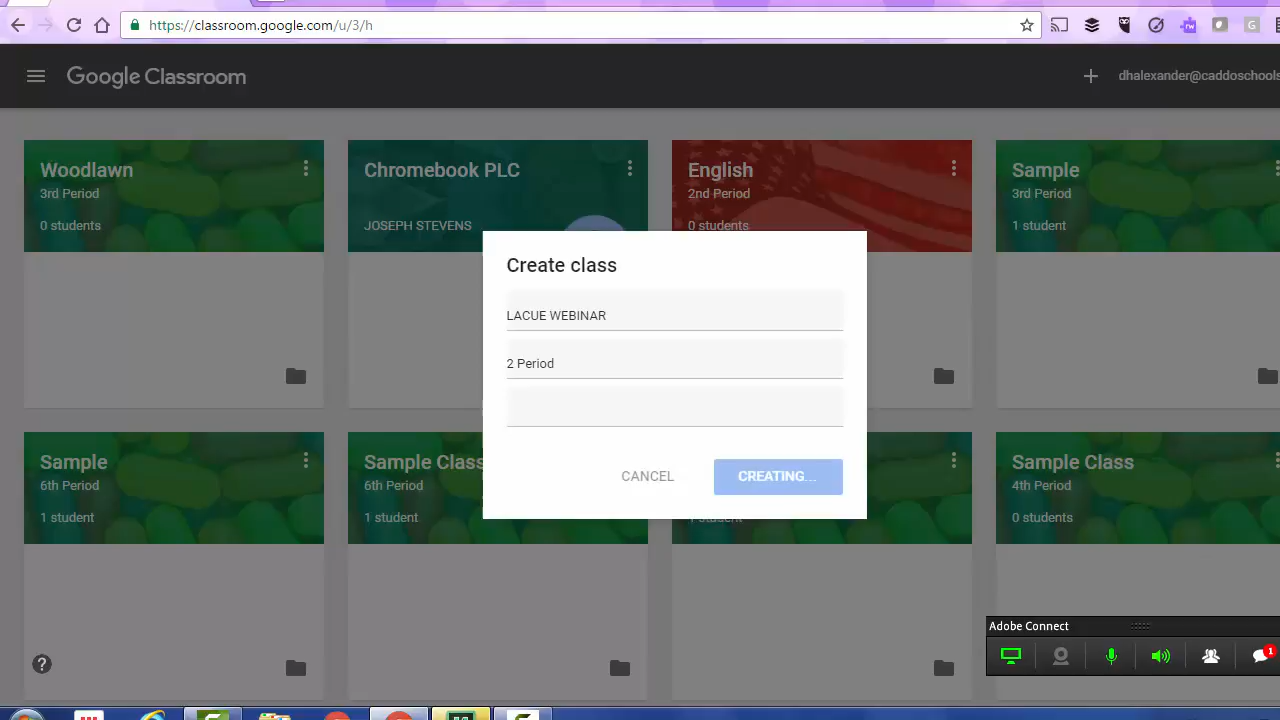 https://classroom.google.com/u/3/h
Google Classroom
dhalexander@caddoschools
Woodlawn
3rd Period
0 students
Chromebook PLC
JOSEPH STEVENS
English
2nd Period
0 students
Sample
3rd Period
1 student
Create class
LACUE WEBINAR
2 Period
CANCEL
CREATING...
Sample
6th Period
1 student
Sample Class
6th Period
1 student
1 student
Sample Class
4th Period
0 students
Adobe Connect
1